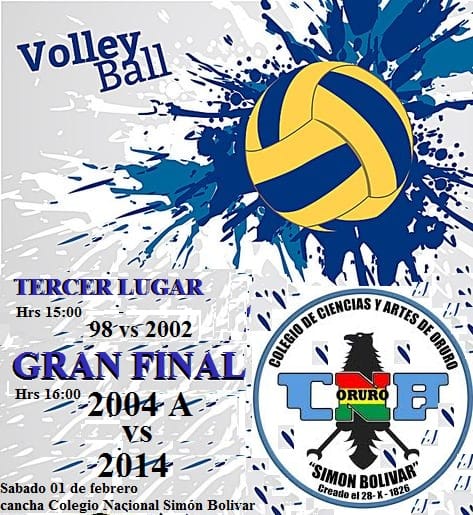 Volley
Ball
TERCER LUGAR
Hrs 15:00
98 vs 2002
GRAN FINAL
Hrs 16:00
2004 A
vs
2014
Sabado 01 de febrero
cancha Colegio Nacional Simón Bolivar
COLEGIO DE CIENCIAS Y ARTES DE ORURO
CNB
ORURO
"SIMON BOLIVAR"
Creado el 28 - X - 1826